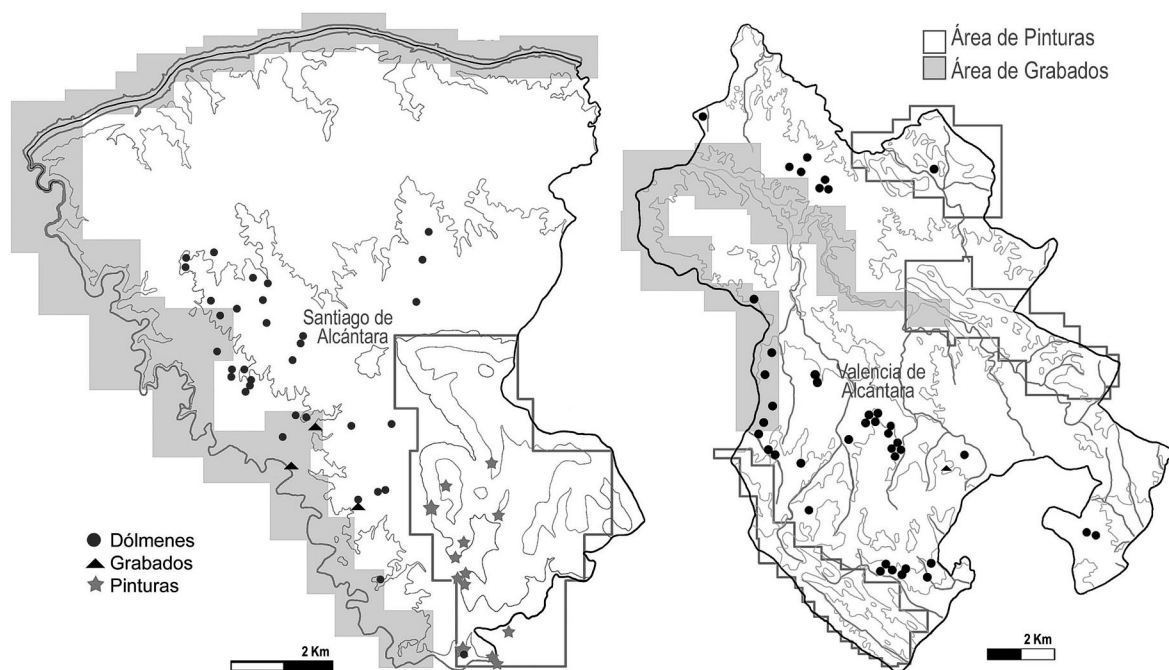 Área de Pinturas
Área de Grabados
Santiago de
Alcántara
Valencia de
Alcántara
Dólmenes
Grabados
Pinturas
2 Km
2 Km